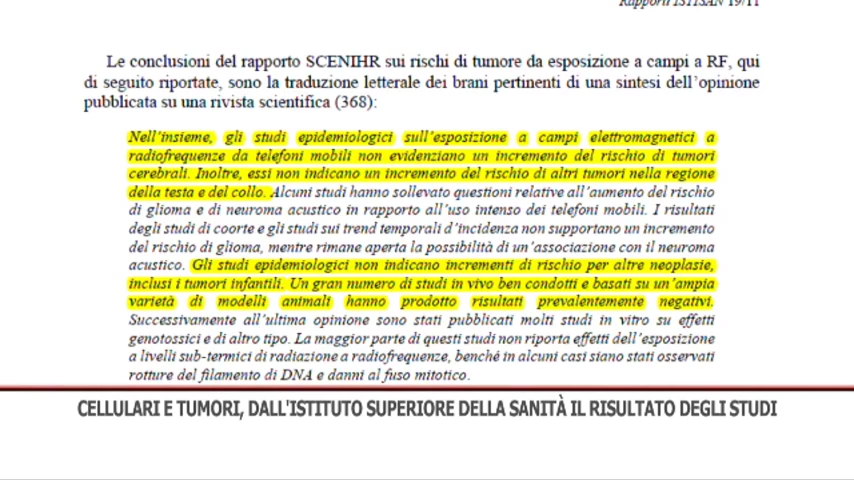 Rapporti ISTISAN 19/11
Le conclusioni del rapporto SCENIHR sui rischi di tumore da esposizione a campi a RF, qui
di seguito riportate, sono la traduzione letterale dei brani pertinenti di una sintesi dell'opinione
pubblicata su una rivista scientifica (368):
Nell'insieme, gli studi epidemiologici sull'esposizione a campi elettromagnetici a
radiofrequenze da telefoni mobili non evidenziano un incremento del rischio di tumori
cerebrali. Inoltre, essi non indicano un incremento del rischio di altri tumori nella regione
della testa e del collo. Alcuni studi hanno sollevato questioni relative all'aumento del rischio
di glioma e di neuroma acustico in rapporto all'uso intenso dei telefoni mobili. I risultati
degli studi di coorte e gli studi sui trend temporali d'incidenza non supportano un incremento
del rischio di glioma, mentre rimane aperta la possibilità di un'associazione con il neuroma
acustico. Gli studi epidemiologici non indicano incrementi di rischio per altre neoplasie,
inclusi i tumori infantili. Un gran numero di studi in vivo ben condotti e basati su un'ampia
varietà di modelli animali hanno prodotto risultati prevalentemente negativi.
Successivamente all'ultima opinione sono stati pubblicati molti studi in vitro su effetti
genotossici e di altro tipo. La maggior parte di questi studi non riporta effetti dell'esposizione
a livelli sub-termici di radiazione a radiofrequenze, benché in alcuni casi siano stati osservati
rotture del filamento di DNA e danni al fuso mitotico.
CELLULARI E TUMORI, DALL'ISTITUTO SUPERIORE DELLA SANITÀ IL RISULTATO DEGLI STUDI